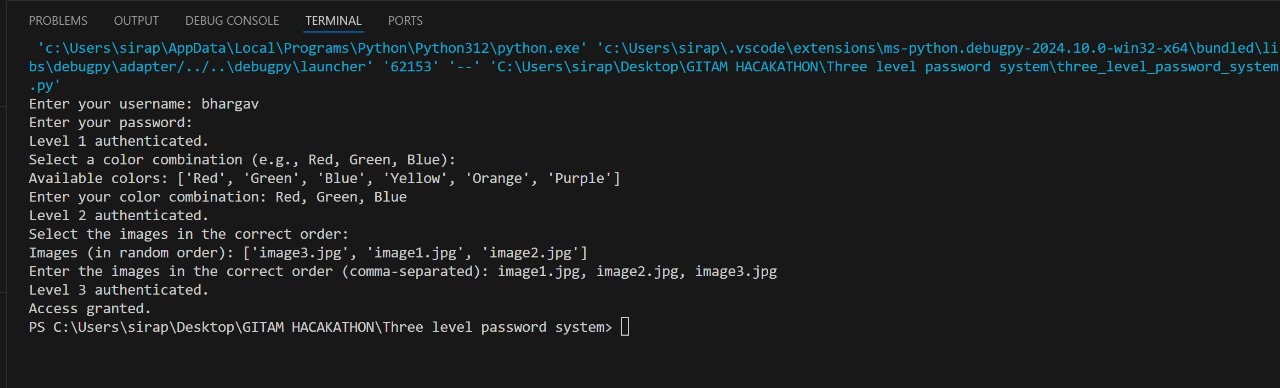 PROBLEMS OUTPUT DEBUG CONSOLE TERMINAL PORTS
'c:\Users\sirap\AppData\Local\Programs\Python\Python312\python.exe' 'c:\Users\sirap\.vscode\extensions\ms-python.debugpy-2024.10.0-win32-x64\bundled\li
bs\debugpy\adapter/../..\debugpy\launcher' '62153' '--' 'C:\Users\sirap\Desktop\GITAM HACAKATHON\Three level password system\three_level_password_system
.py'
Enter your username: bhargav
Enter your password:
Level 1 authenticated.
Select a color combination (e.g., Red, Green, Blue):
Available colors: ['Red', 'Green', 'Blue', 'Yellow', 'Orange', 'Purple']
Enter your color combination: Red, Green, Blue
Level 2 authenticated.
Select the images in the correct order:
Images (in random order): ['image3.jpg', 'image1.jpg', 'image2.jpg']
Enter the images in the correct order (comma-separated): image1.jpg, image2.jpg, image3.jpg
Level 3 authenticated.
Access granted.
PS C:\Users\sirap\Desktop\GITAM HACAKATHON\Three level password system>